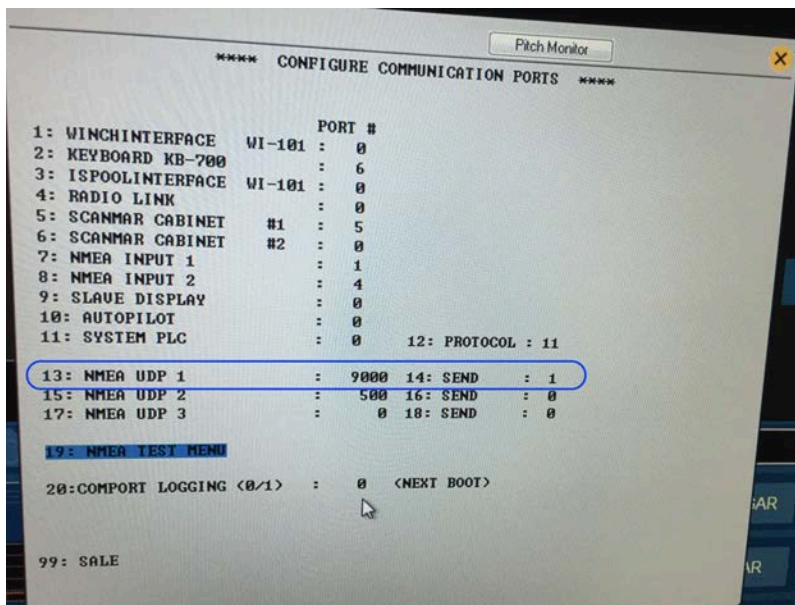 Pitch Monitor
**** CONFIGURE COMMUNICATION PORTS ****
PORT #
1: WINCHINTERFACE WI-101 : 0
2: KEYBOARD KB-700 : 6
3: ISPOOLINTERFACE WI-101 : 0
4: RADIO LINK : 0
5: SCANMAR CABINET #1 : 5
6: SCANMAR CABINET #2 : 0
7: NMEA INPUT 1 : 1
8: NMEA INPUT 2 : 4
9: SLAVE DISPLAY : 0
10: AUTOPILOT : 0
11: SYSTEM PLC : 0 12: PROTOCOL : 11
13: NMEA UDP 1 : 9000 14: SEND : 1
15: NMEA UDP 2 : 500 16: SEND : 0
17: NMEA UDP 3 : 0 18: SEND : 0
19: NMEA TEST MENU
20:COMPORT LOGGING <0/1> : 0 <NEXT BOOT>
99: SALE